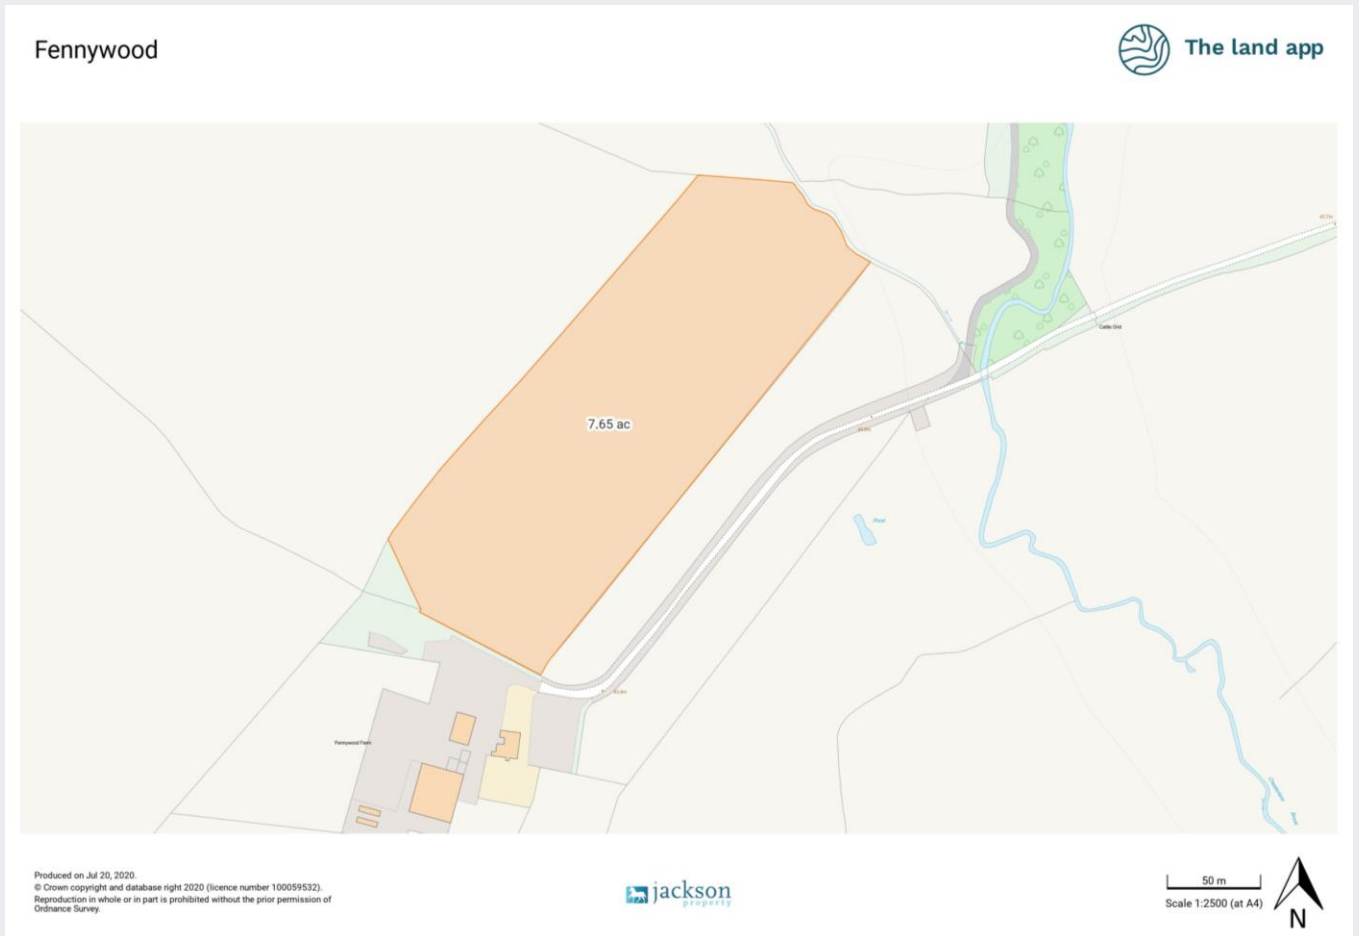 Fennywood
The land app
7.65 ac
Cattle Grid
Pond
Fennywood Farm
Produced on Jul 20, 2020.
© Crown copyright and database right 2020 (licence number 100059532).
Reproduction in whole or in part is prohibited without the prior permission of
Ordnance Survey.
jackson
property
50 m
Scale 1:2500 (at A4)
N